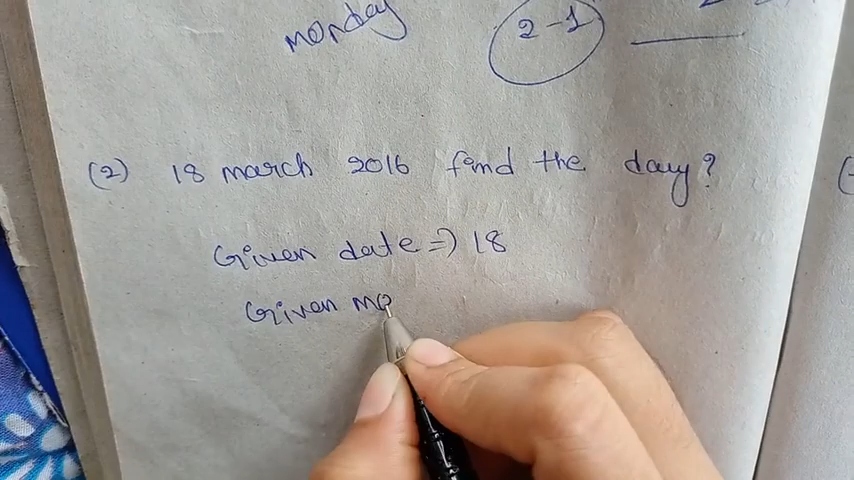 monday
2-1
(2) 18 march 2016 find the day?
Given date => 18
Given mo